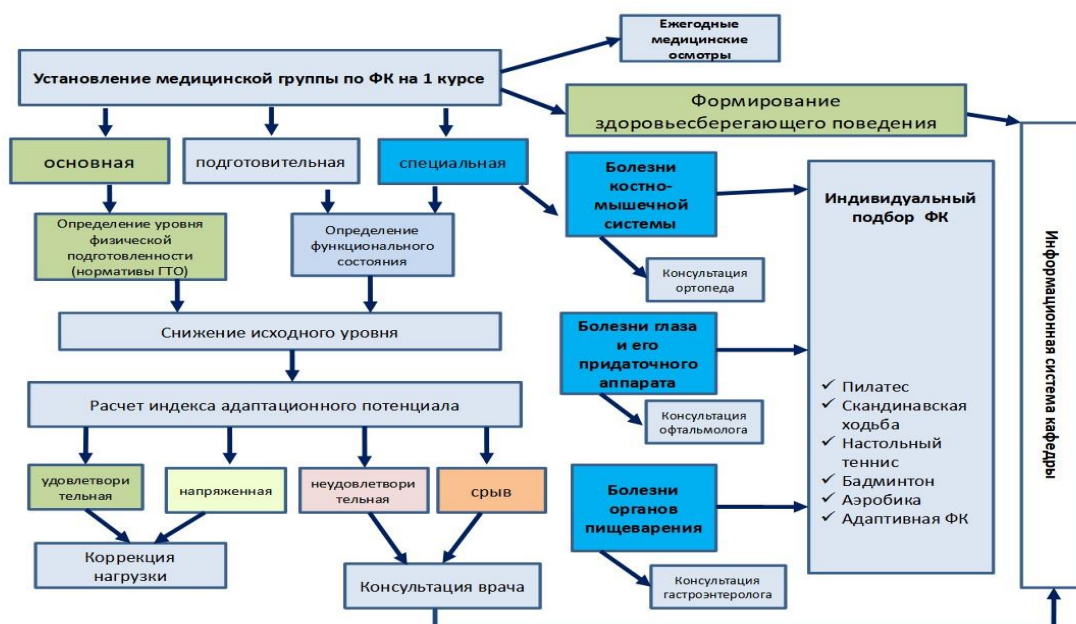 Ежегодные
медицинские
осмотры
Установление медицинской группы по ФК на 1 курсе
Формирование
здоровьесберегающего поведения
основная
подготовительная
специальная
Болезни
костно-
мышечной
системы
Индивидуальный
подбор ФК
Определение уровня
физической
подготовленности
(нормативы ГТО)
Определение
функционального
состояния
Консультация
ортопеда
Снижение исходного уровня
Болезни глаза
и его
придаточного
аппарата
Расчет индекса адаптационного потенциала
Консультация
офтальмолога
✓ Пилатес
✓ Скандинавская
ходьба
✓ Настольный
теннис
✓ Бадминтон
✓ Аэробика
✓ Адаптивная ФК
удовлетвори
тельная
напряженная
неудовлетвори
тельная
срыв
Болезни
органов
пищеварения
Коррекция
нагрузки
Консультация врача
Консультация
гастроэнтеролога
Информационная система кафедры